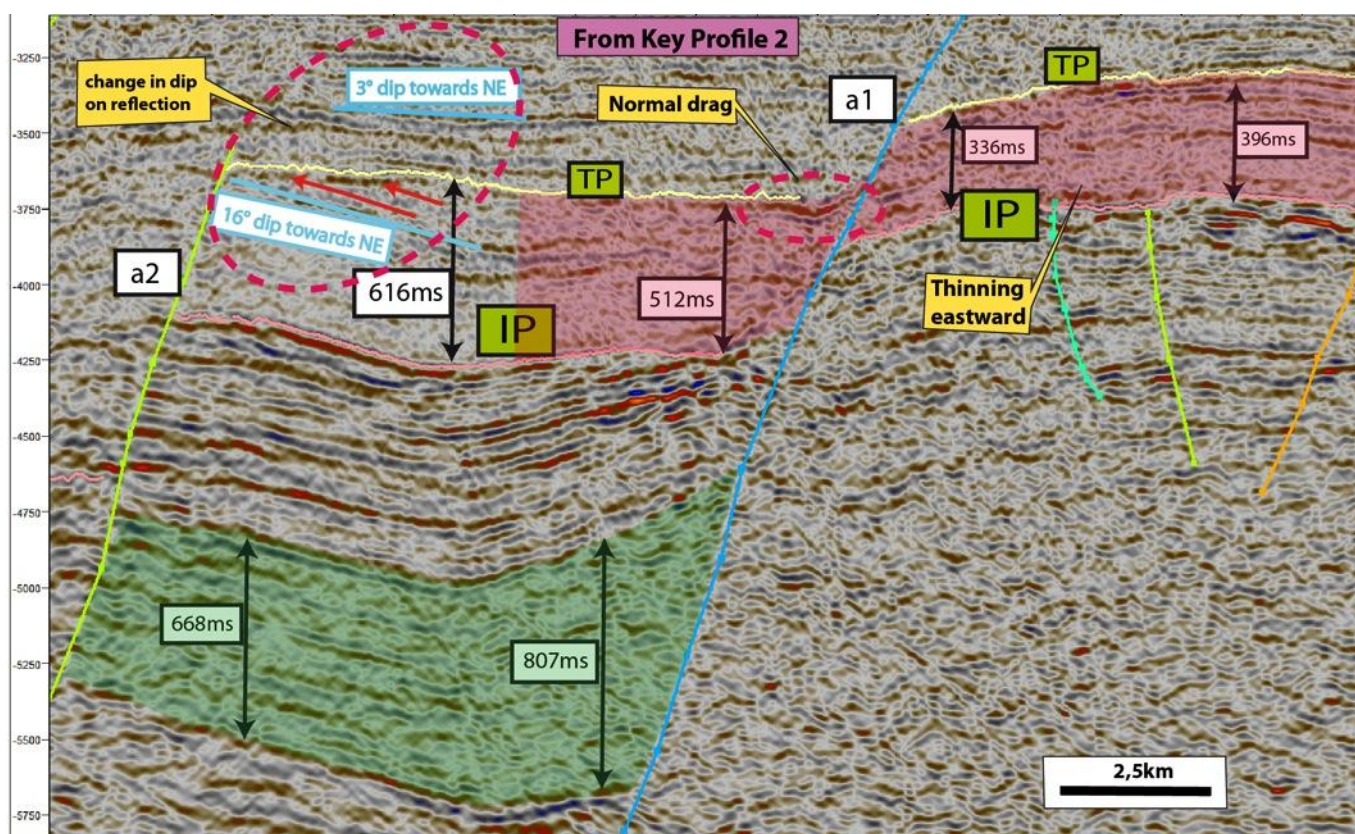 From Key Profile 2
-3250
-3500
-3750
-4000
-4250
-4500
-4750
-5000
-5250
-5500
-5750
change in dip
on reflection
3° dip towards NE
Normal drag
a1
TP
336ms
396ms
TP
16° dip towards NE
IP
a2
616ms
512ms
IP
Thinning
eastward
668ms
807ms
2,5km